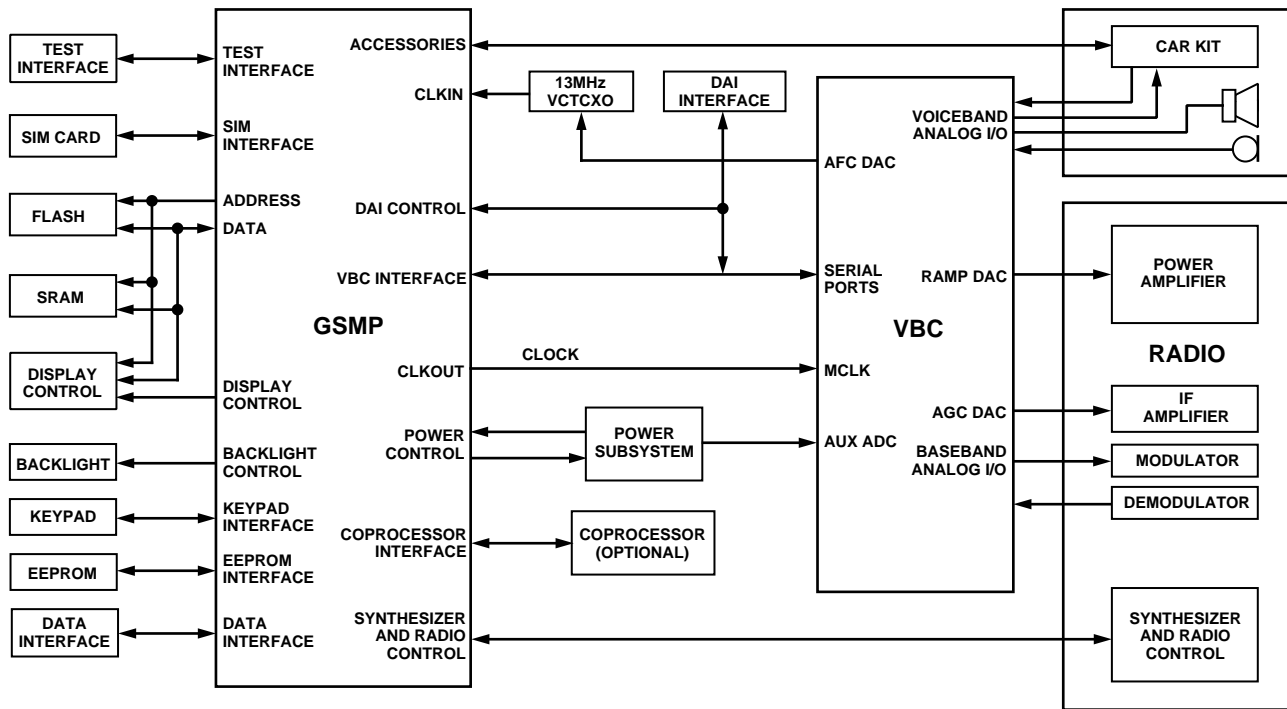 TEST
INTERFACE
SIM CARD
FLASH
SRAM
DISPLAY
CONTROL
BACKLIGHT
KEYPAD
EEPROM
DATA
INTERFACE
TEST
INTERFACE
SIM
INTERFACE
ADDRESS
DATA
DISPLAY
CONTROL
BACKLIGHT
CONTROL
KEYPAD
INTERFACE
EEPROM
INTERFACE
DATA
INTERFACE
GSMP
ACCESSORIES
CLKIN
DAI CONTROL
VBC INTERFACE
CLKOUT
POWER
CONTROL
COPROCESSOR
INTERFACE
SYNTHESIZER
AND RADIO
CONTROL
13MHz
VCTCXO
DAI
INTERFACE
CLOCK
POWER
SUBSYSTEM
COPROCESSOR
(OPTIONAL)
AFC DAC
SERIAL
PORTS
MCLK
AUX ADC
VBC
VOICEBAND
ANALOG I/O
RAMP DAC
AGC DAC
BASEBAND
ANALOG I/O
CAR KIT
POWER
AMPLIFIER
RADIO
IF
AMPLIFIER
MODULATOR
DEMODULATOR
SYNTHESIZER
AND RADIO
CONTROL